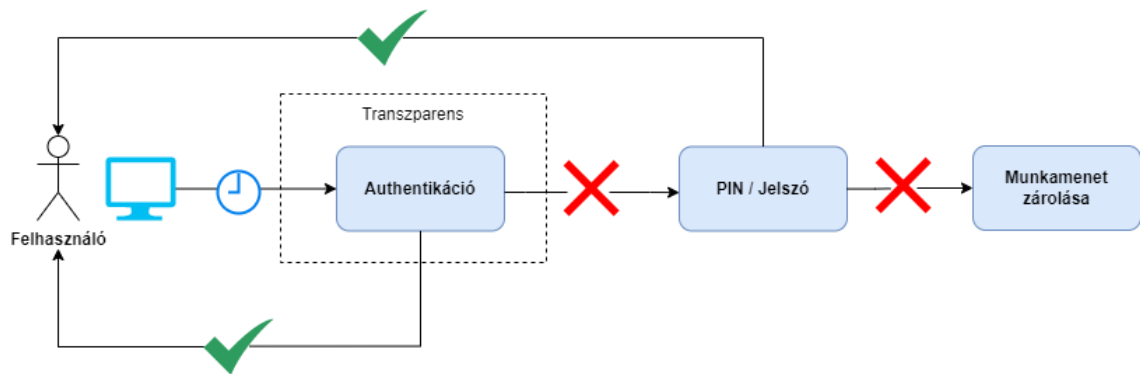 Transzparens
Authentikáció
PIN / Jelszó
Munkamenet
zárolása
Felhasználó